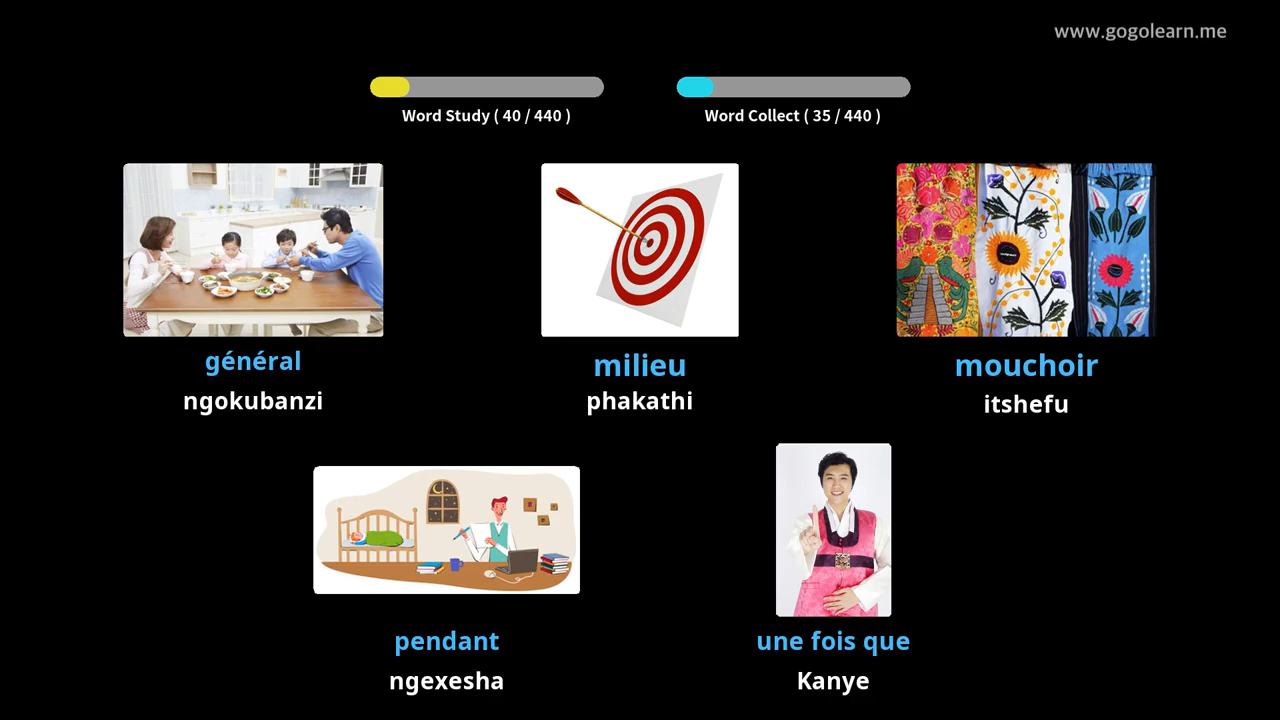 www.gogolearn.me
Word Study ( 40 / 440 )
Word Collect ( 35 / 440 )
général
ngokubanzi
milieu
phakathi
mouchoir
itshefu
pendant
ngexesha
une fois que
Kanye